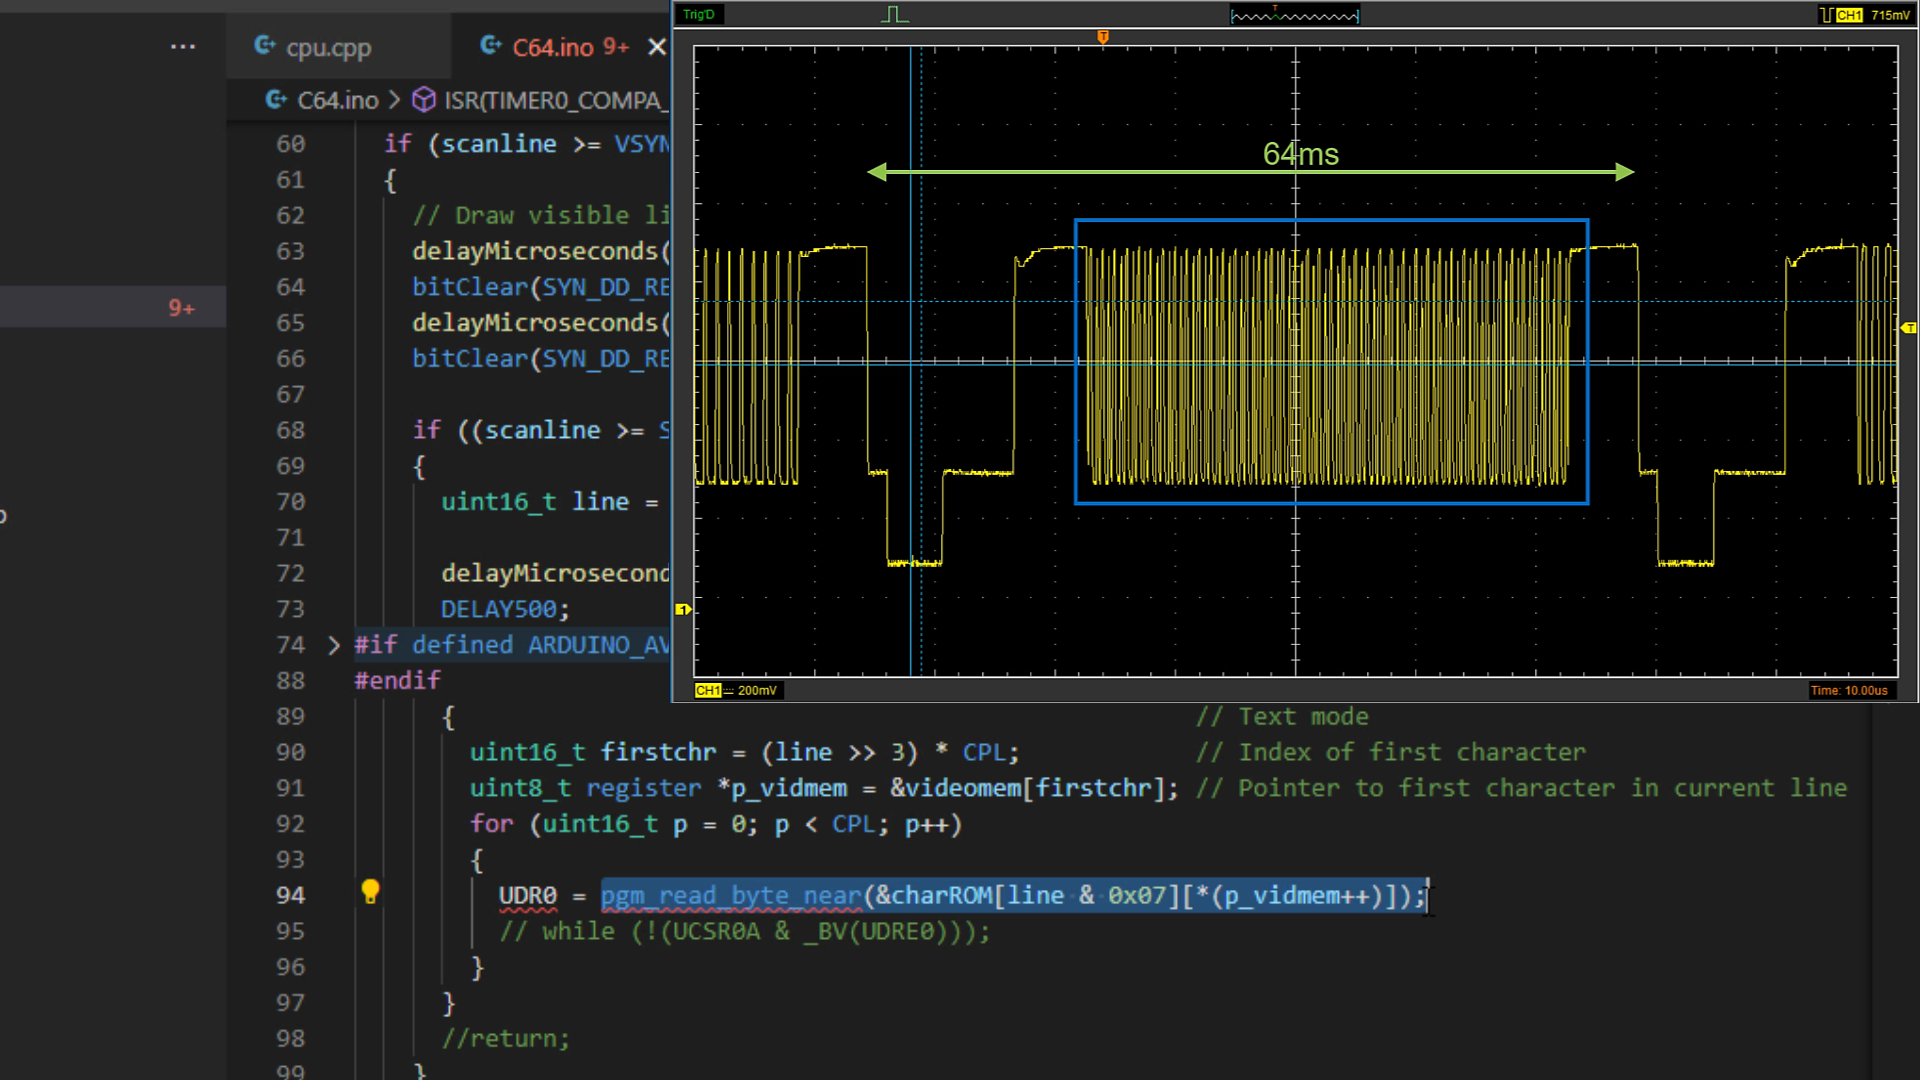 Trig'D
T
CH1 715mV
... cpu.cpp C64.ino 9+
C64.ino > ISR(TIMER0_COMPA_
64ms
60 if (scanline >= VSYN
61 {
62 // Draw visible li
63 delayMicroseconds(
64 bitClear(SYN_DD_RE
9+
65 delayMicroseconds(
66 bitClear(SYN_DD_RE
67
68 if ((scanline >= S
69 {
70 uint16_t line =
71
72 delayMicrosecond
73 DELAY500;
1
T
74 #if defined ARDUINO_AV
CH1 200mV
Time: 10.00us
88 #endif
89 { // Text mode
90 uint16_t firstchr = (line >> 3) * CPL; // Index of first character
91 uint8_t register *p_vidmem = &videomem[firstchr]; // Pointer to first character in current line
92 for (uint16_t p = 0; p < CPL; p++)
93 {
94 UDR0 = pgm_read_byte_near(&charROM[line & 0x07][*(p_vidmem++)]);
95 // while (!(UCSR0A & _BV(UDRE0)));
96 }
97 }
98 //return;
99 }